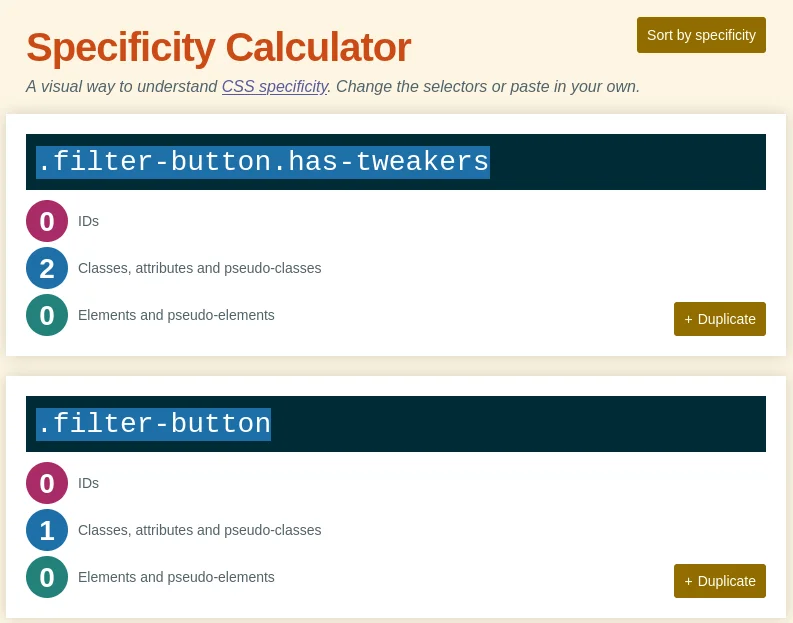 Specificity Calculator
Sort by specificity
A visual way to understand CSS specificity. Change the selectors or paste in your own.
.filter-button.has-tweakers
0 IDs
2 Classes, attributes and pseudo-classes
0 Elements and pseudo-elements
+ Duplicate
.filter-button
0 IDs
1 Classes, attributes and pseudo-classes
0 Elements and pseudo-elements
+ Duplicate